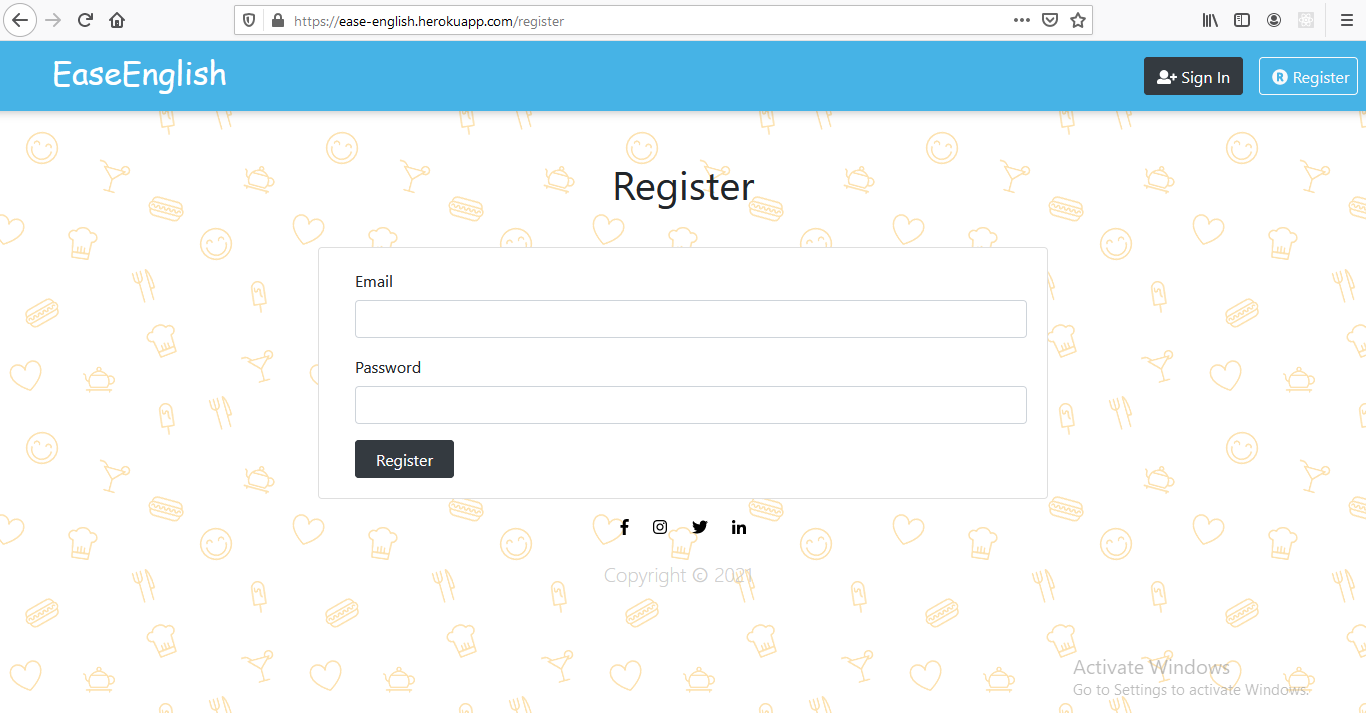 https://ease-english.herokuapp.com/register
EaseEnglish
Sign In
R Register
Register
Email
Password
Register
Copyright © 2021
Activate Windows
Go to Settings to activate Windows.